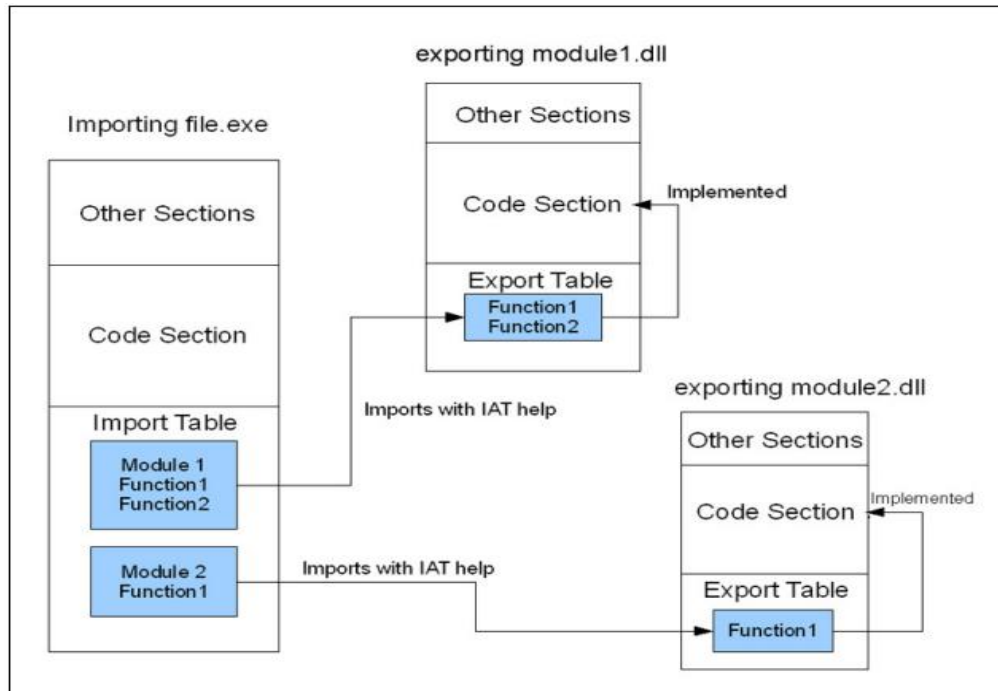 Importing file.exe
Other Sections
Code Section
Import Table
Module 1
Function1
Function2
Module 2
Function1
Imports with IAT help
Imports with IAT help
exporting module1.dll
Other Sections
Code Section
Implemented
Export Table
Function1
Function2
exporting module2.dll
Other Sections
Code Section
Implemented
Export Table
Function1